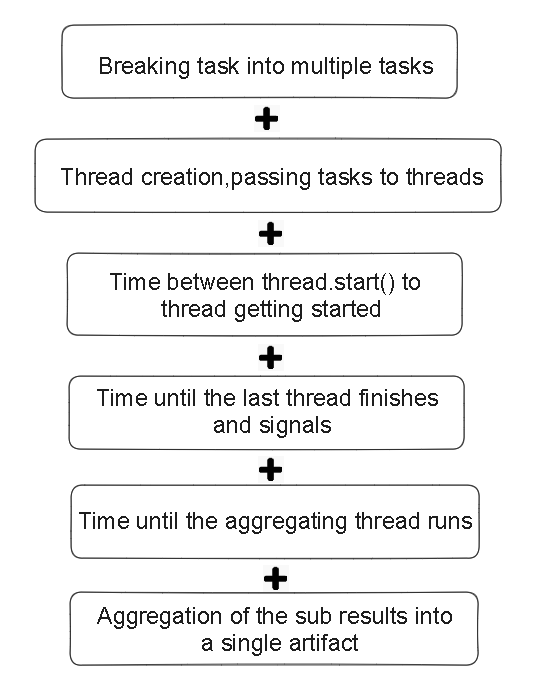 Breaking task into multiple tasks
+
Thread creation,passing tasks to threads
+
Time between thread.start() to
thread getting started
+
Time until the last thread finishes
and signals
+
Time until the aggregating thread runs
+
Aggregation of the sub results into
a single artifact